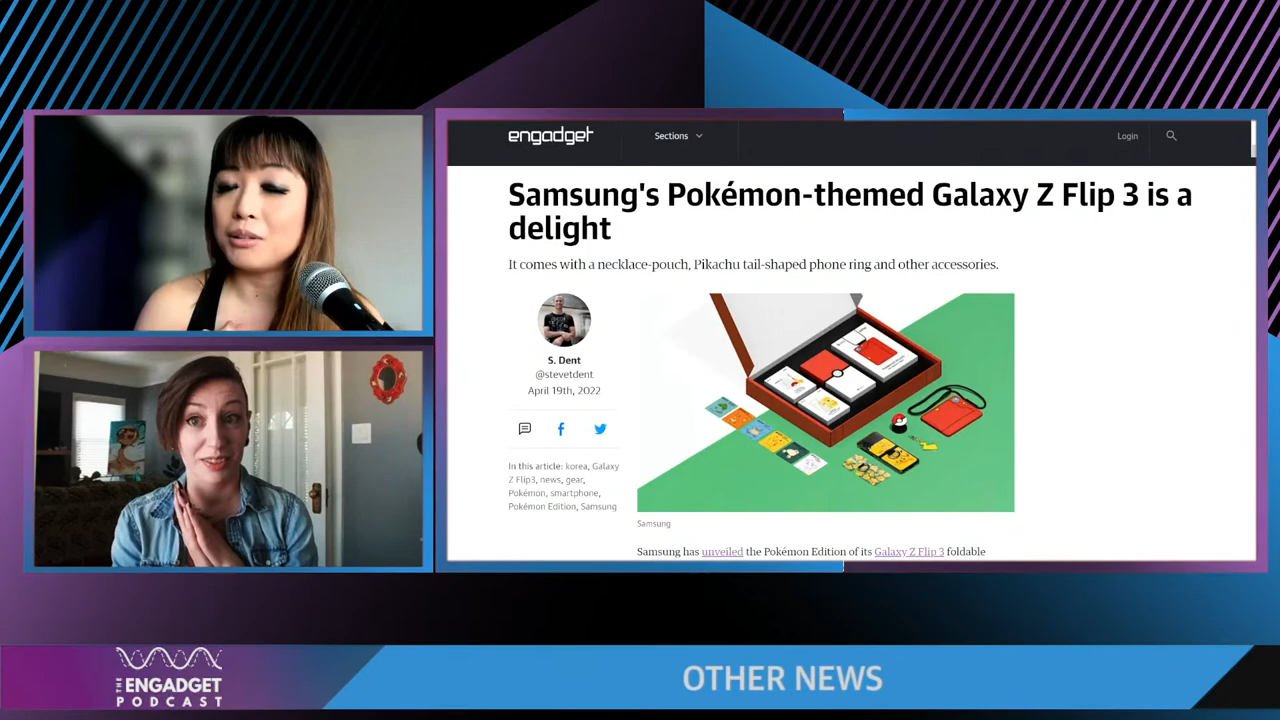 engadget
Sections
Login
Samsung's Pokémon-themed Galaxy Z Flip 3 is a
delight
It comes with a necklace-pouch, Pikachu tail-shaped phone ring and other accessories.
S. Dent
@stevetdent
April 19th, 2022
In this article: korea, Galaxy
Z Flip3, news, gear,
Pokémon, smartphone,
Pokémon Edition, Samsung
Samsung
Samsung has unveiled the Pokémon Edition of its Galaxy Z Flip 3 foldable
THE
ENGADGET
PODCAST
OTHER NEWS